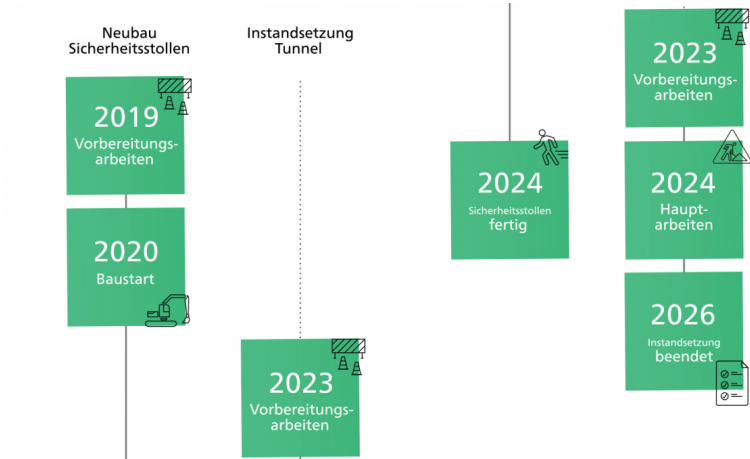 Neubau
Sicherheitsstollen
2019
Vorbereitungs-
arbeiten
2020
Baustart
Instandsetzung
Tunnel
2023
Vorbereitungs-
arbeiten
2024
Sicherheitsstollen
fertig
2023
Vorbereitungs-
arbeiten
2024
Haupt-
arbeiten
2026
Instandsetzung
beendet